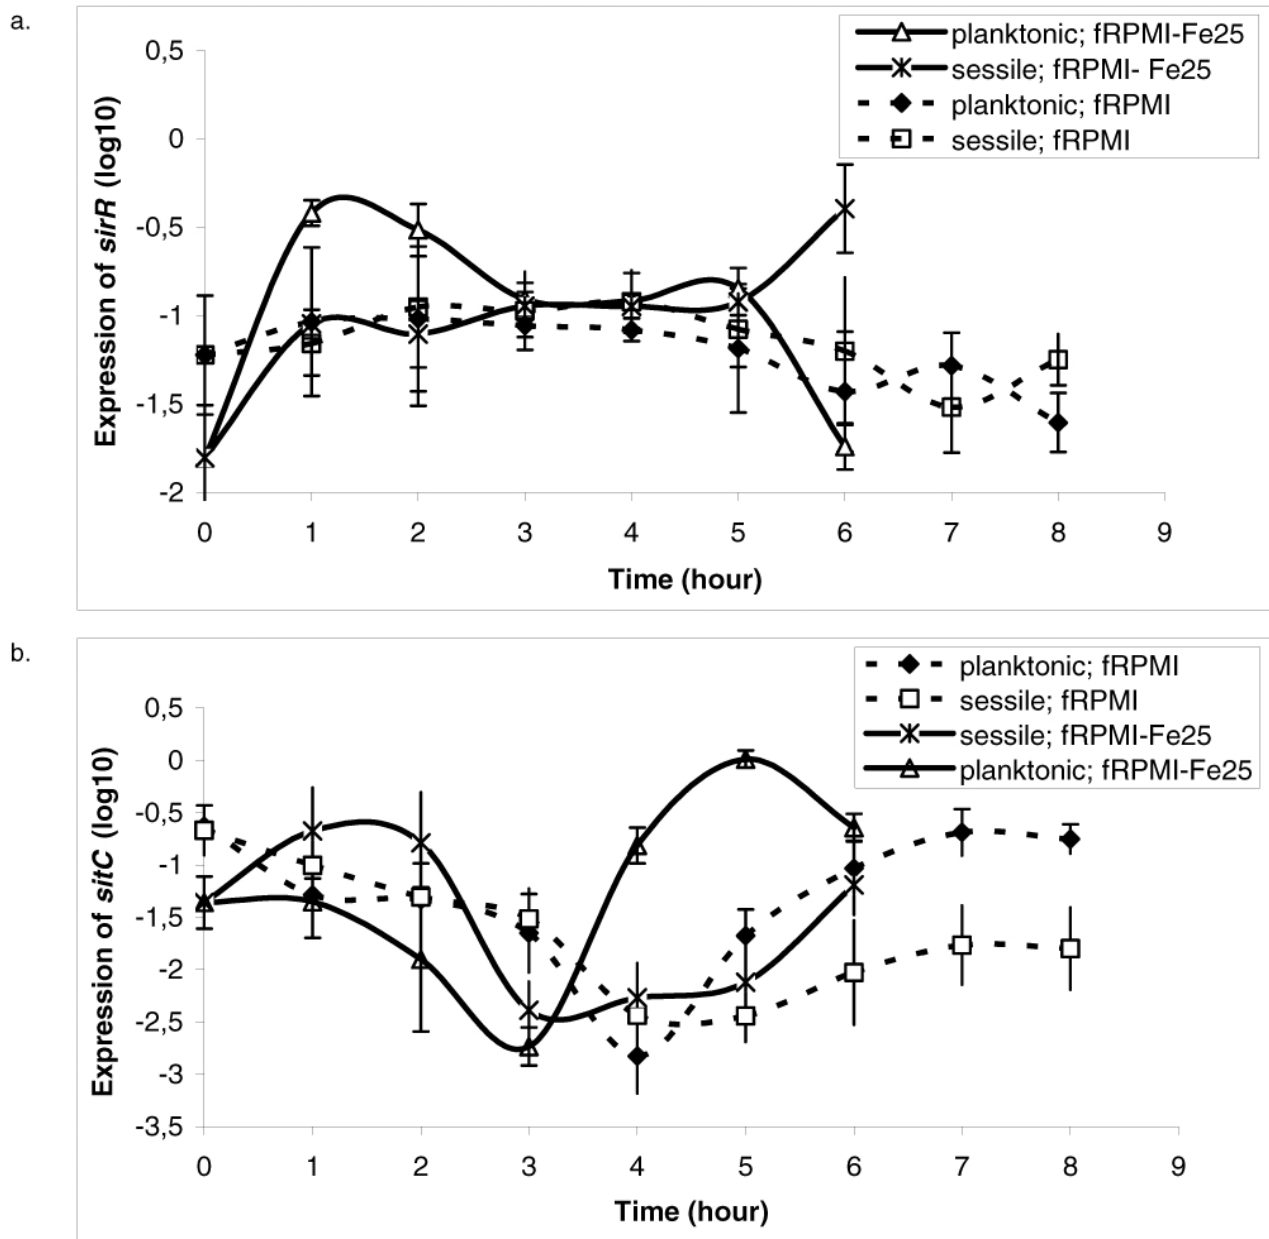 a.
planktonic; fRPMI-Fe25
sessile; fRPMI- Fe25
planktonic; fRPMI
sessile; fRPMI
Expression of sirR (log10)
0,5
0
-0,5
-1
-1,5
-2
0 1 2 3 4 5 6 7 8 9
Time (hour)
b.
planktonic; fRPMI
sessile; fRPMI
sessile; fRPMI-Fe25
planktonic; fRPMI-Fe25
Expression of sitC (log10)
0,5
0
-0,5
-1
-1,5
-2
-2,5
-3
-3,5
0 1 2 3 4 5 6 7 8 9
Time (hour)